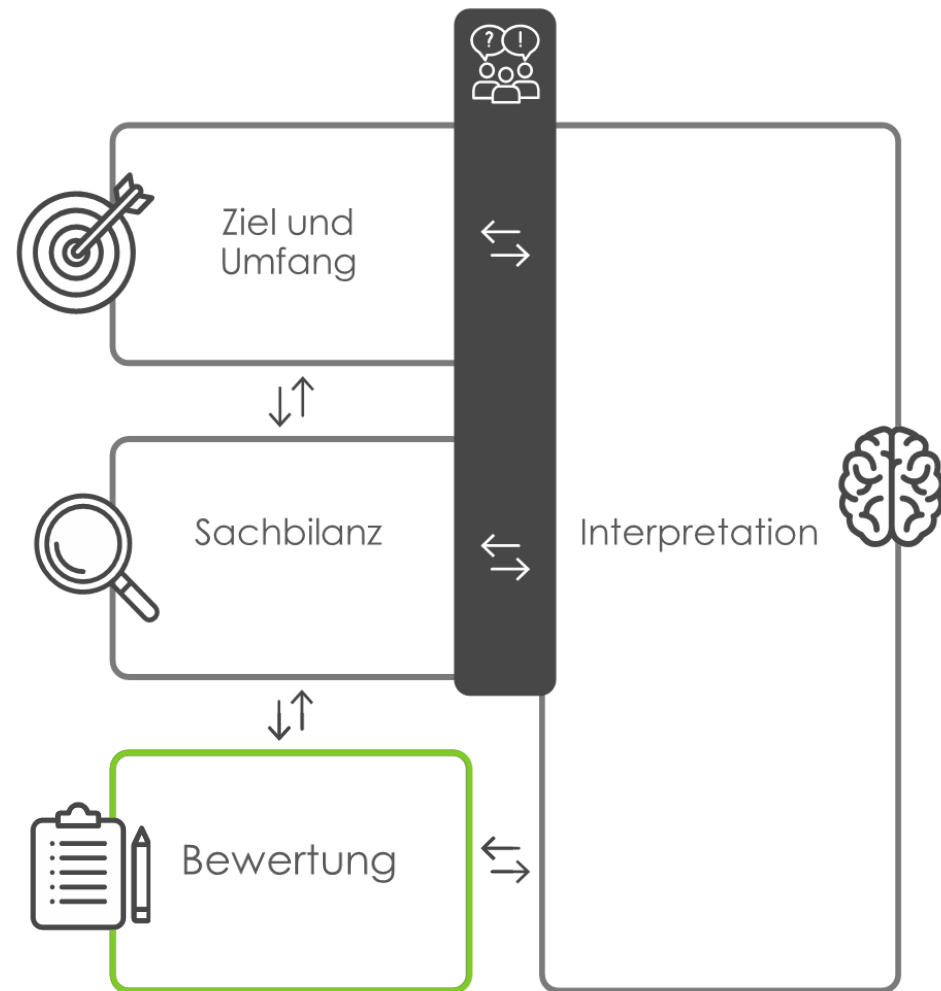 ? !
Ziel und
Umfang
Sachbilanz
Interpretation
Bewertung